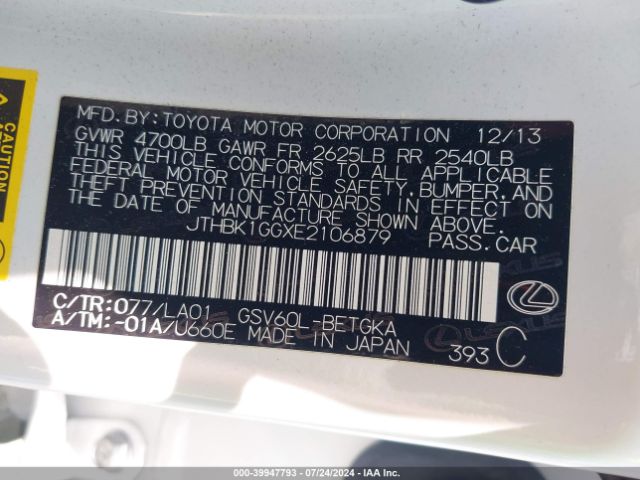 MFD. BY: TOYOTA MOTOR CORPORATION 12/13
GVWR 4700LB GAWR FR 2625LB RR 2540LB
THIS VEHICLE CONFORMS TO ALL APPLICABLE
FEDERAL MOTOR VEHICLE SAFETY, BUMPER, AND
THEFT PREVENTION STANDARDS IN EFFECT ON
THE DATE OF MANUFACTURE SHOWN ABOVE.
JTHBK1GGXE2106879 PASS. CAR
C/TR: 077/LA01 GSV60L-BETGKA
A/TM: -01A/U660E MADE IN JAPAN 393 C
CAUTION
000-39947793 - 07/24/2024 - IAA Inc.